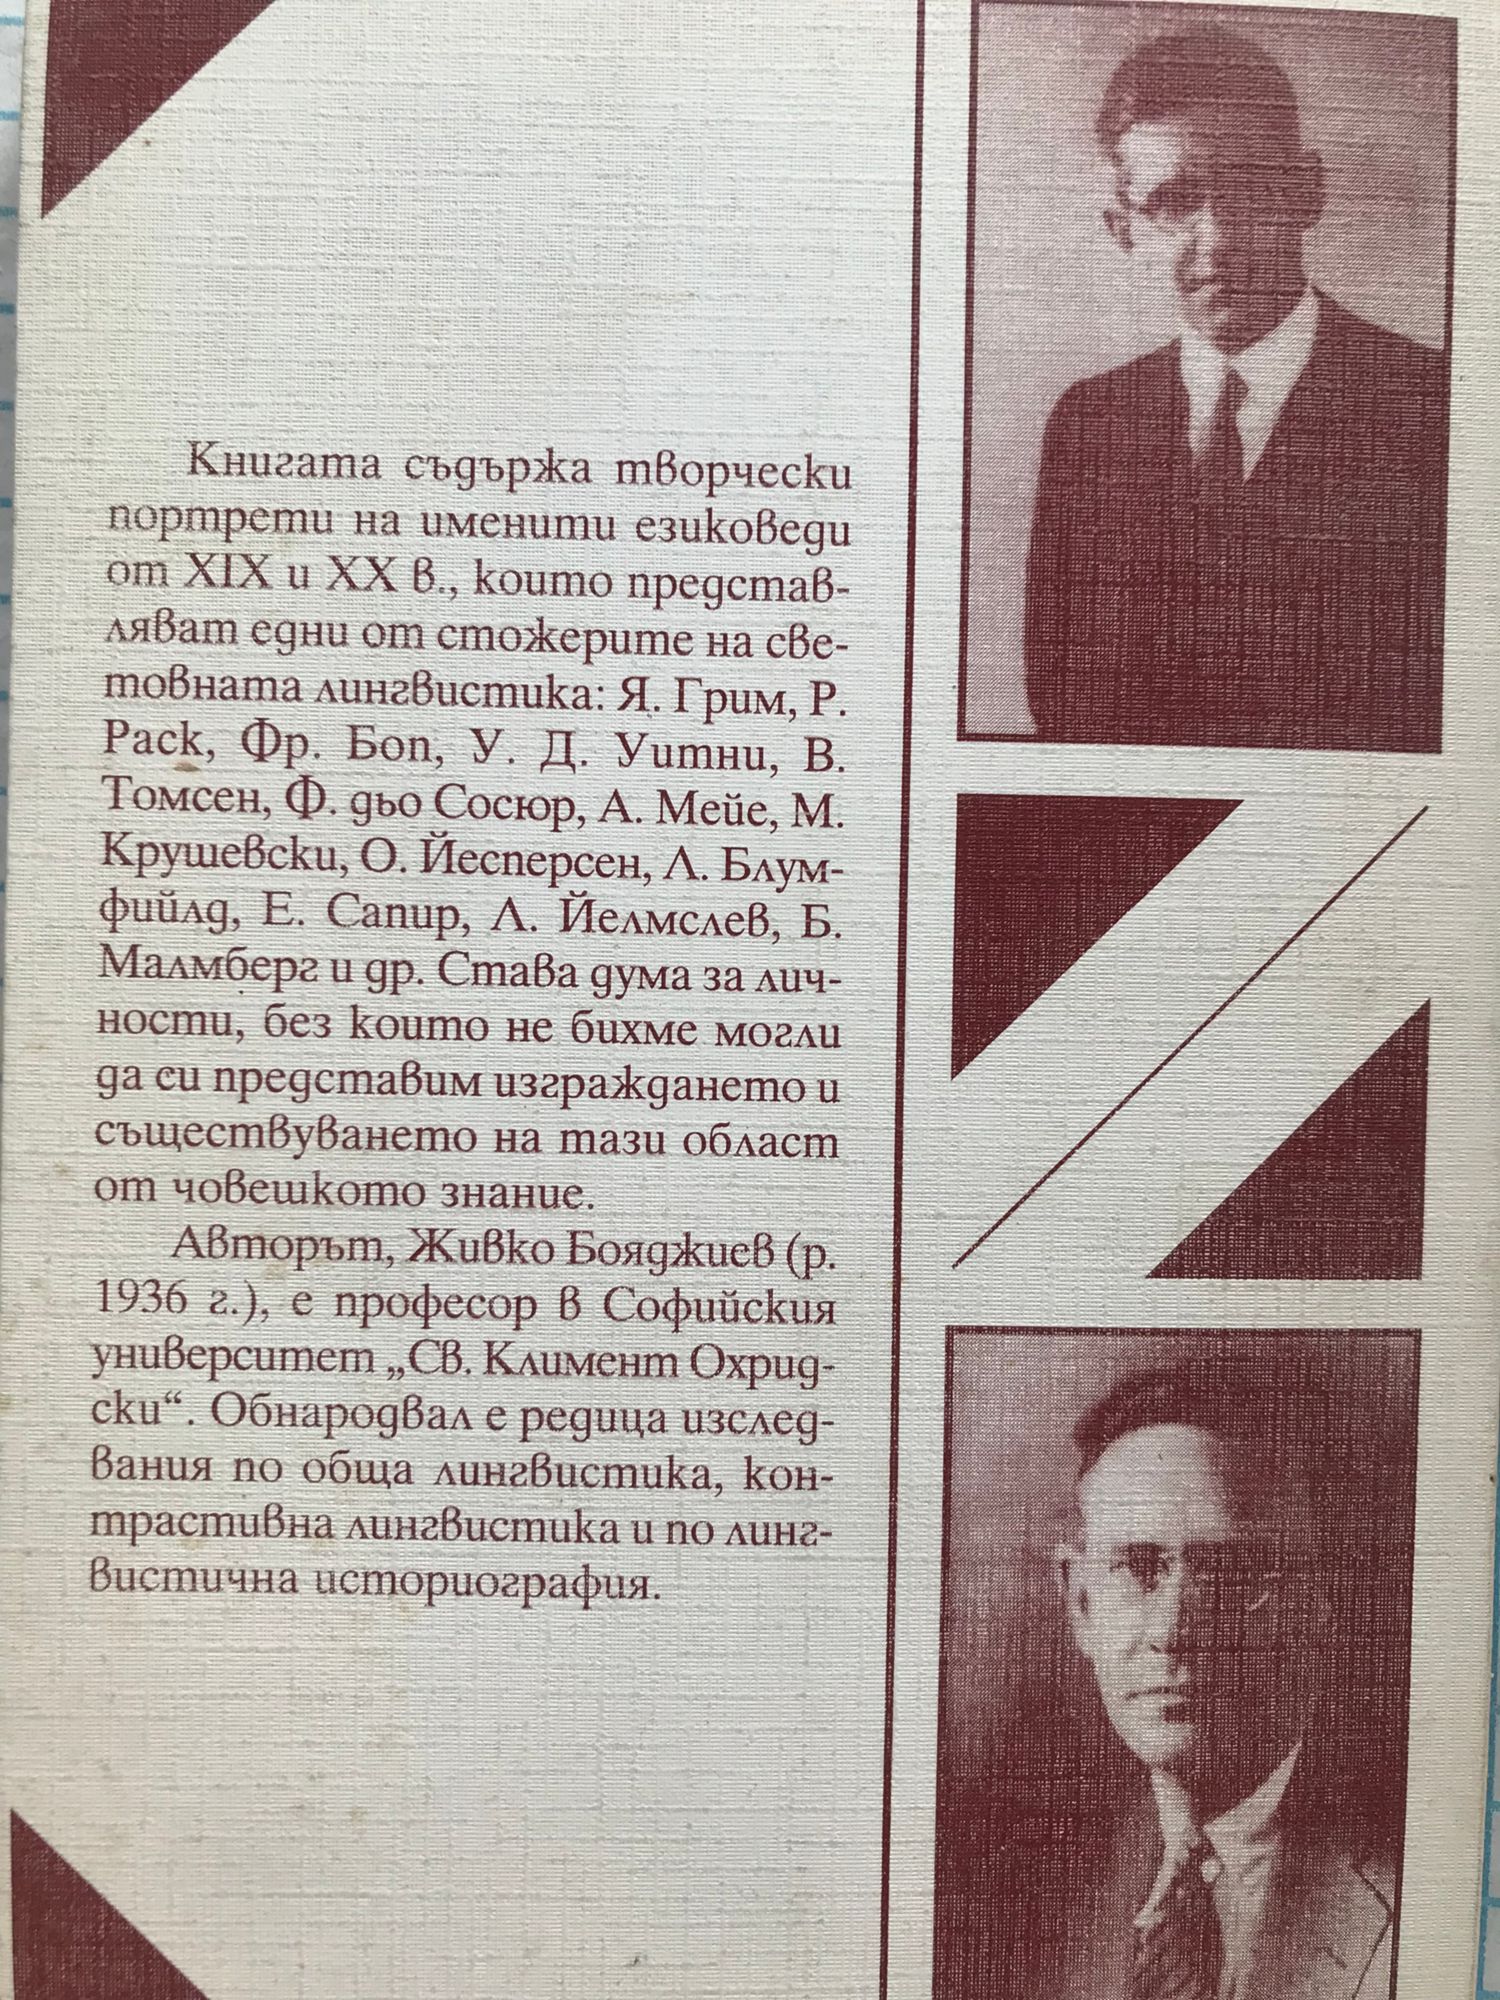 Книгата съдържа творчески
портрети на именити езиковеди
от XIX и XX в., които представ-
ляват едни от стожерите на све-
товната лингвистика: Я. Грим, Р.
Раск, Фр. Боп, У. Д. Уитни, В.
Томсен, Ф. дьо Сосюр, А. Мейе, М.
Крушевски, О. Йесперсен, Л. Блум-
фийлд, Е. Сапир, Л. Йелмслев, Б.
Малмберг и др. Става дума за лич-
ности, без които не бихме могли
да си представим изграждането и
съществуването на тази област
от човешкото знание.
Авторът, Живко Бояджиев (р.
1936 г.), е професор в Софийския
университет „Св. Климент Охрид-
ски“. Обнародвал е редица изслед-
вания по обща лингвистика, кон-
трастивна лингвистика и по линг-
вистична историография.